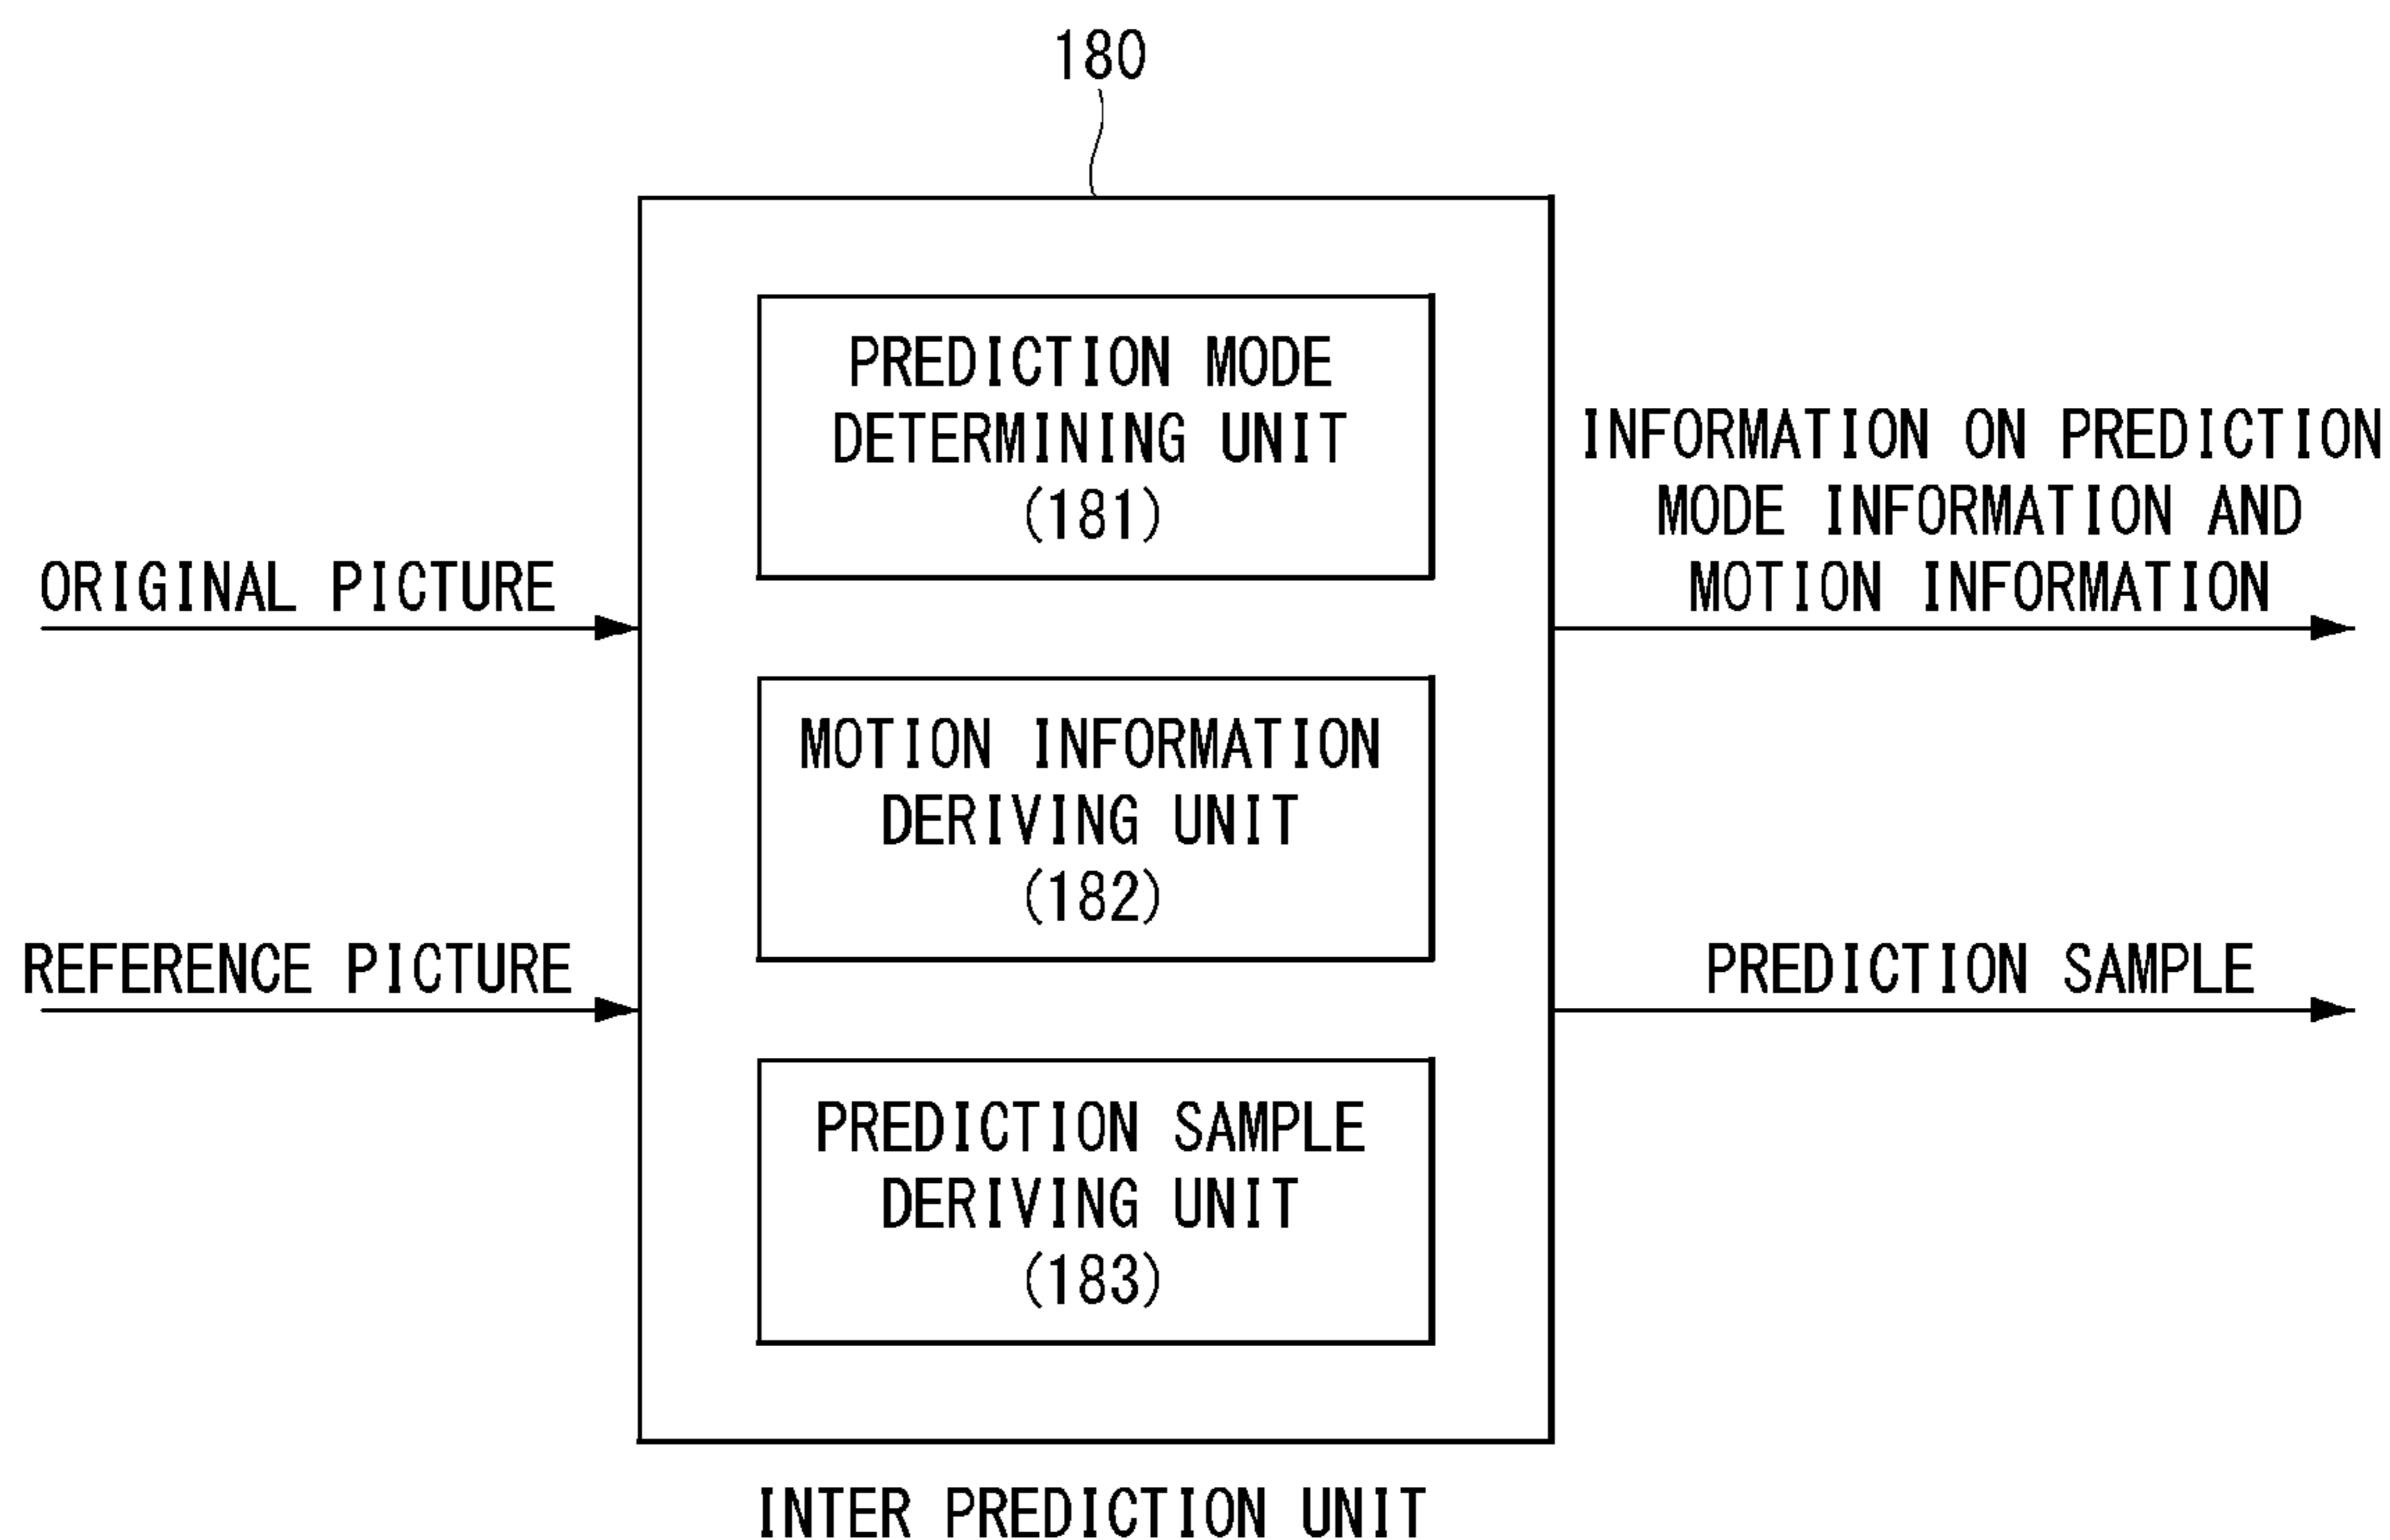 180
PREDICTION MODE
DETERMINING UNIT
(181)
INFORMATION ON PREDICTION
MODE INFORMATION AND
MOTION INFORMATION
ORIGINAL PICTURE
MOTION INFORMATION
DERIVING UNIT
(182)
REFERENCE PICTURE
PREDICTION SAMPLE
PREDICTION SAMPLE
DERIVING UNIT
(183)
INTER PREDICTION UNIT